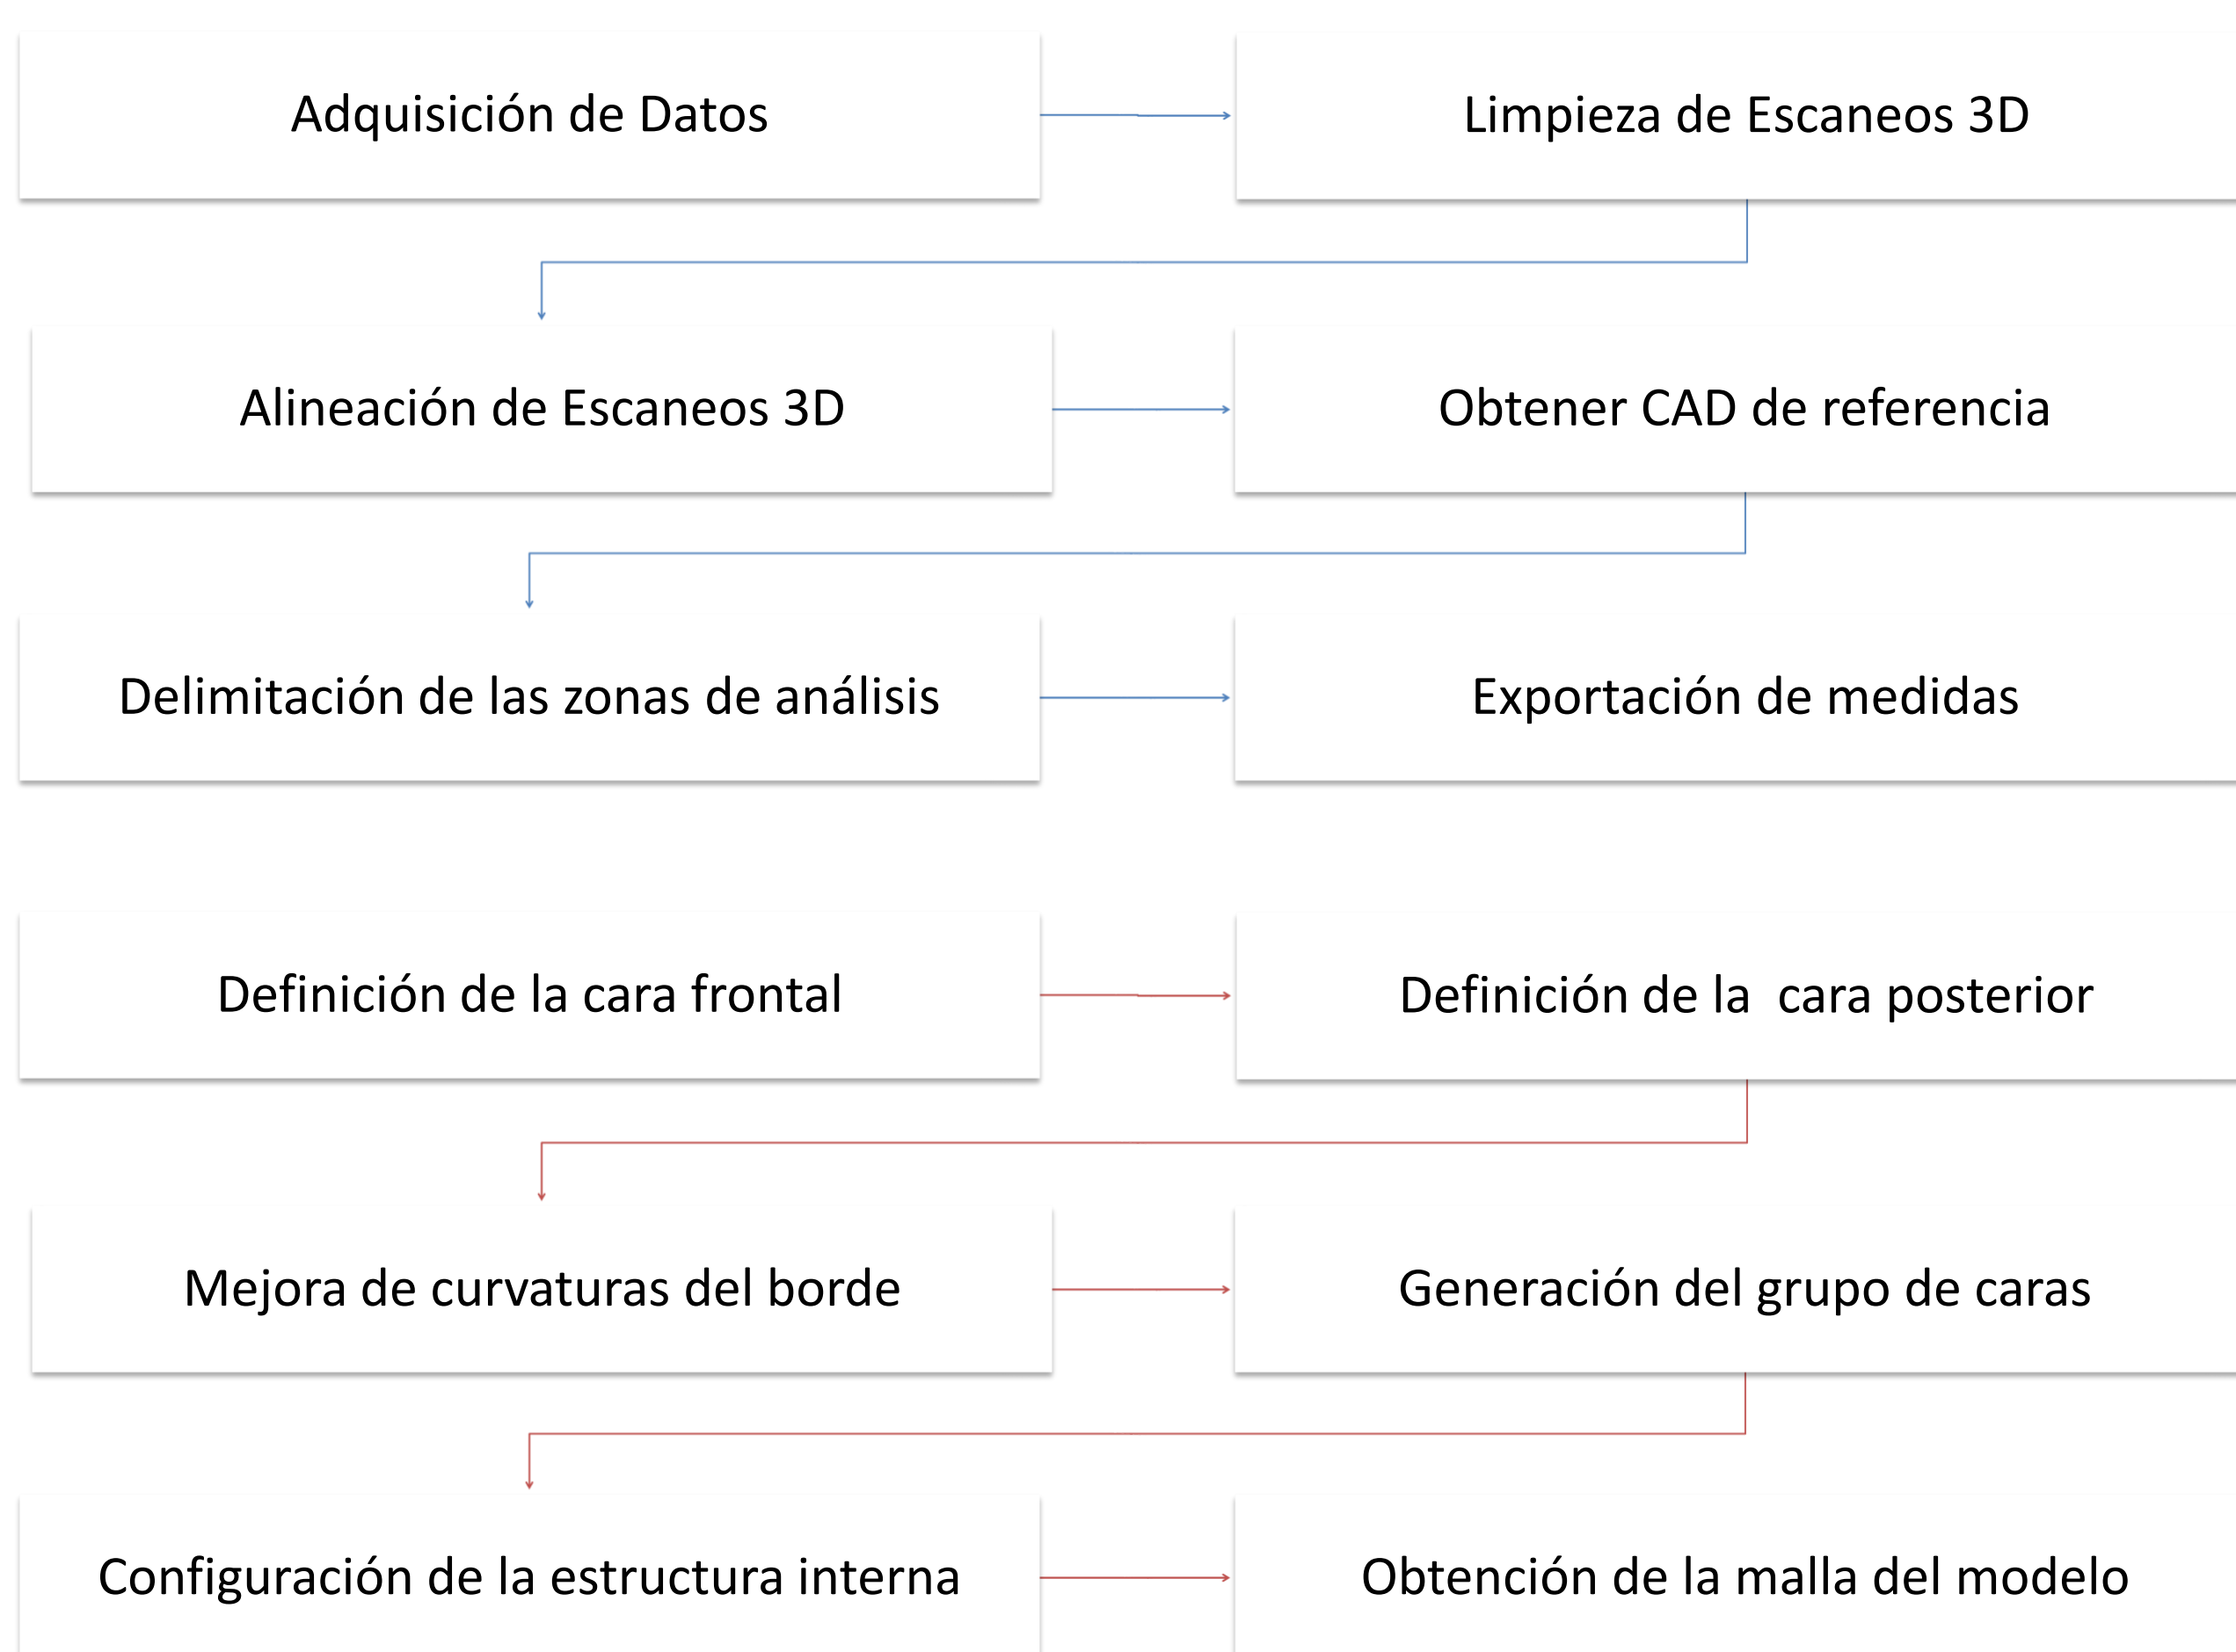 Adquisición de Datos
Limpieza de Escaneos 3D
Alineación de Escaneos 3D
Obtener CAD de referencia
Delimitación de las zonas de análisis
Exportación de medidas
Definición de la cara frontal
Definición de la  cara posterior
Mejora de curvaturas del borde
Generación del grupo de caras
Configuración de la estructura interna
Obtención de la malla del modelo